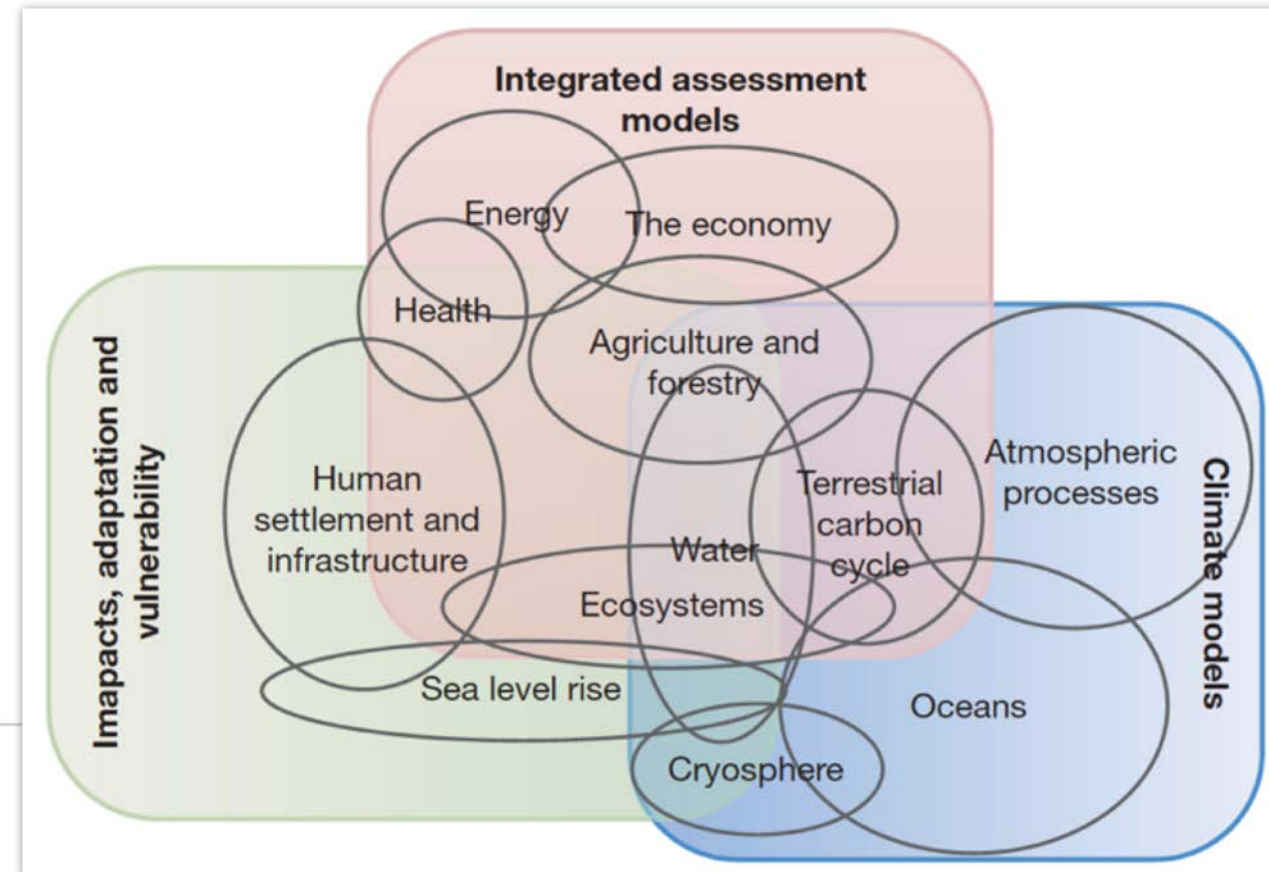 Integrated assessment
models
Energy
The economy
Health
Agriculture and
forestry
Imapacts, adaptation and
vulnerability
Human
settlement and
infrastructure
Water
Terrestrial
carbon
cycle
Atmospheric
processes
Climate models
Ecosystems
Sea level rise
Oceans
Cryosphere